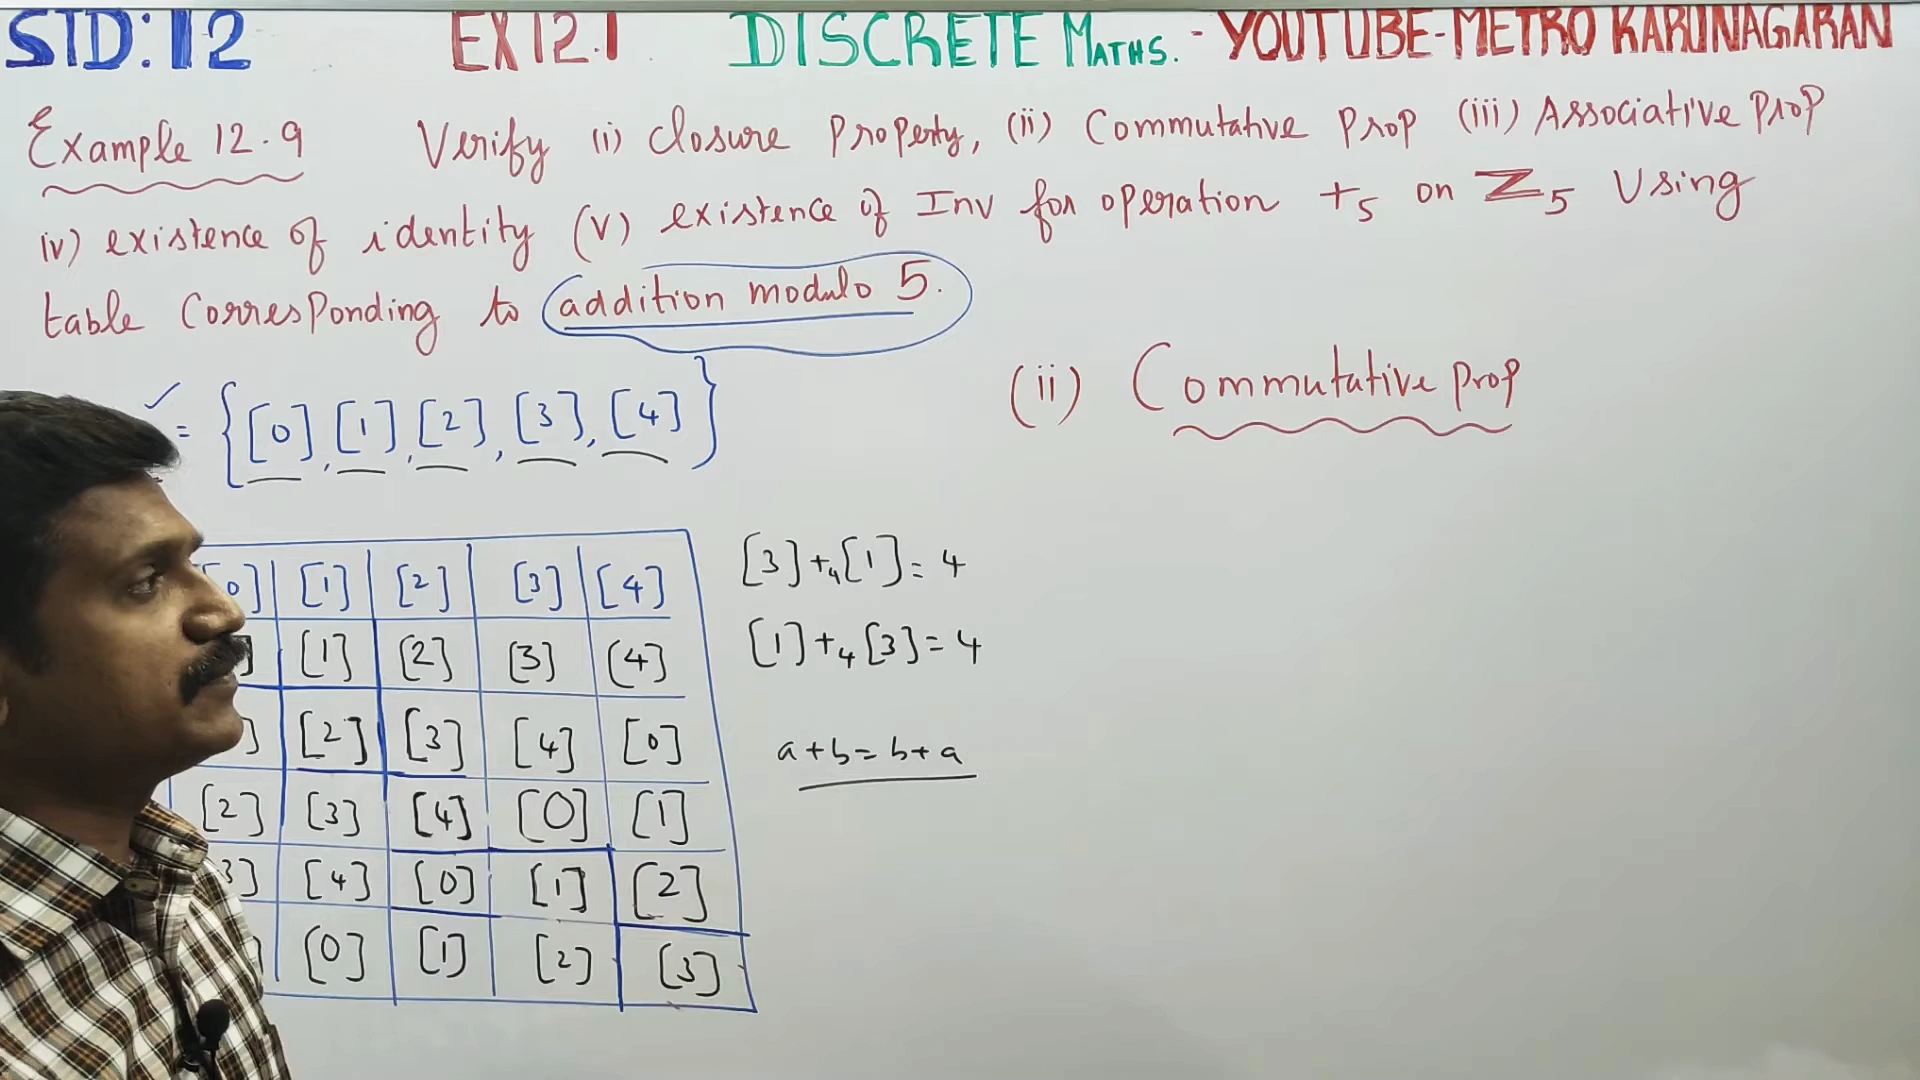 STD: 12 EX 12.1 DISCRETE MATHS. - YOUTUBE-METRO KARUNAGARAN
Example 12.9 Verify (i) Closure Property, (ii) Commutative Prop (iii) Associative Prop
iv) existence of identity (v) existence of Inv for operation +₅ on ℤ₅ Using
table Corresponding to addition modulo 5.
= {[0], [1], [2], [3], [4]}
(ii) Commutative Prop
0] [1] [2] [3] [4]
] [1] [2] [3] [4]
] [2] [3] [4] [0]
[2] [3] [4] [0] [1]
3] [4] [0] [1] [2]
] [0] [1] [2] [3]
[3]+₄[1] = 4
[1]+₄[3] = 4
a+b = b+a